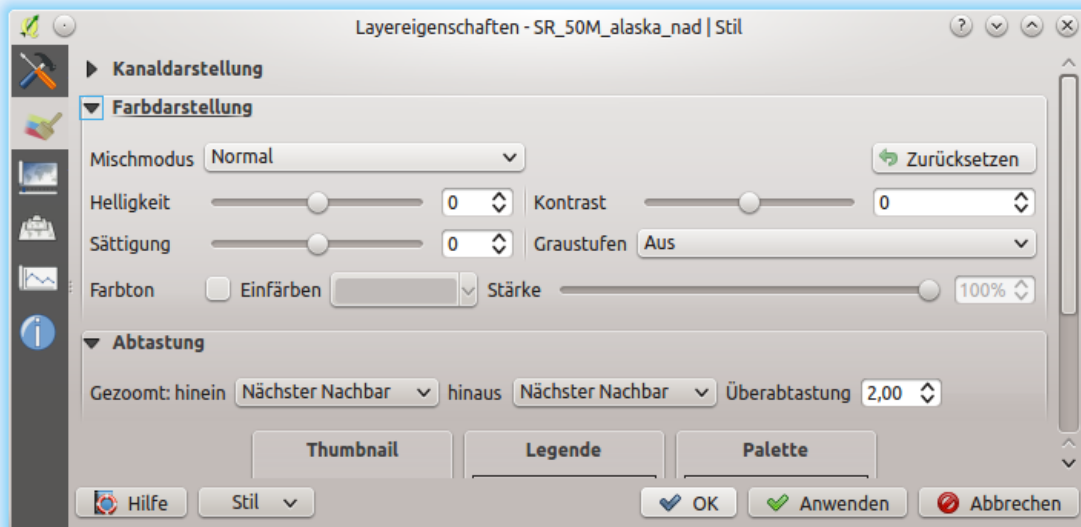 Layereigenschaften - SR_50M_alaska_nad | Stil
Kanaldarstellung
Farbdarstellung
Mischmodus Normal Zurücksetzen
Helligkeit 0 Kontrast 0
Sättigung 0 Graustufen Aus
Farbton Einfärben Stärke 100%
Abtastung
Gezoomt: hinein Nächster Nachbar hinaus Nächster Nachbar Überabtastung 2,00
Thumbnail Legende Palette
Hilfe Stil OK Anwenden Abbrechen